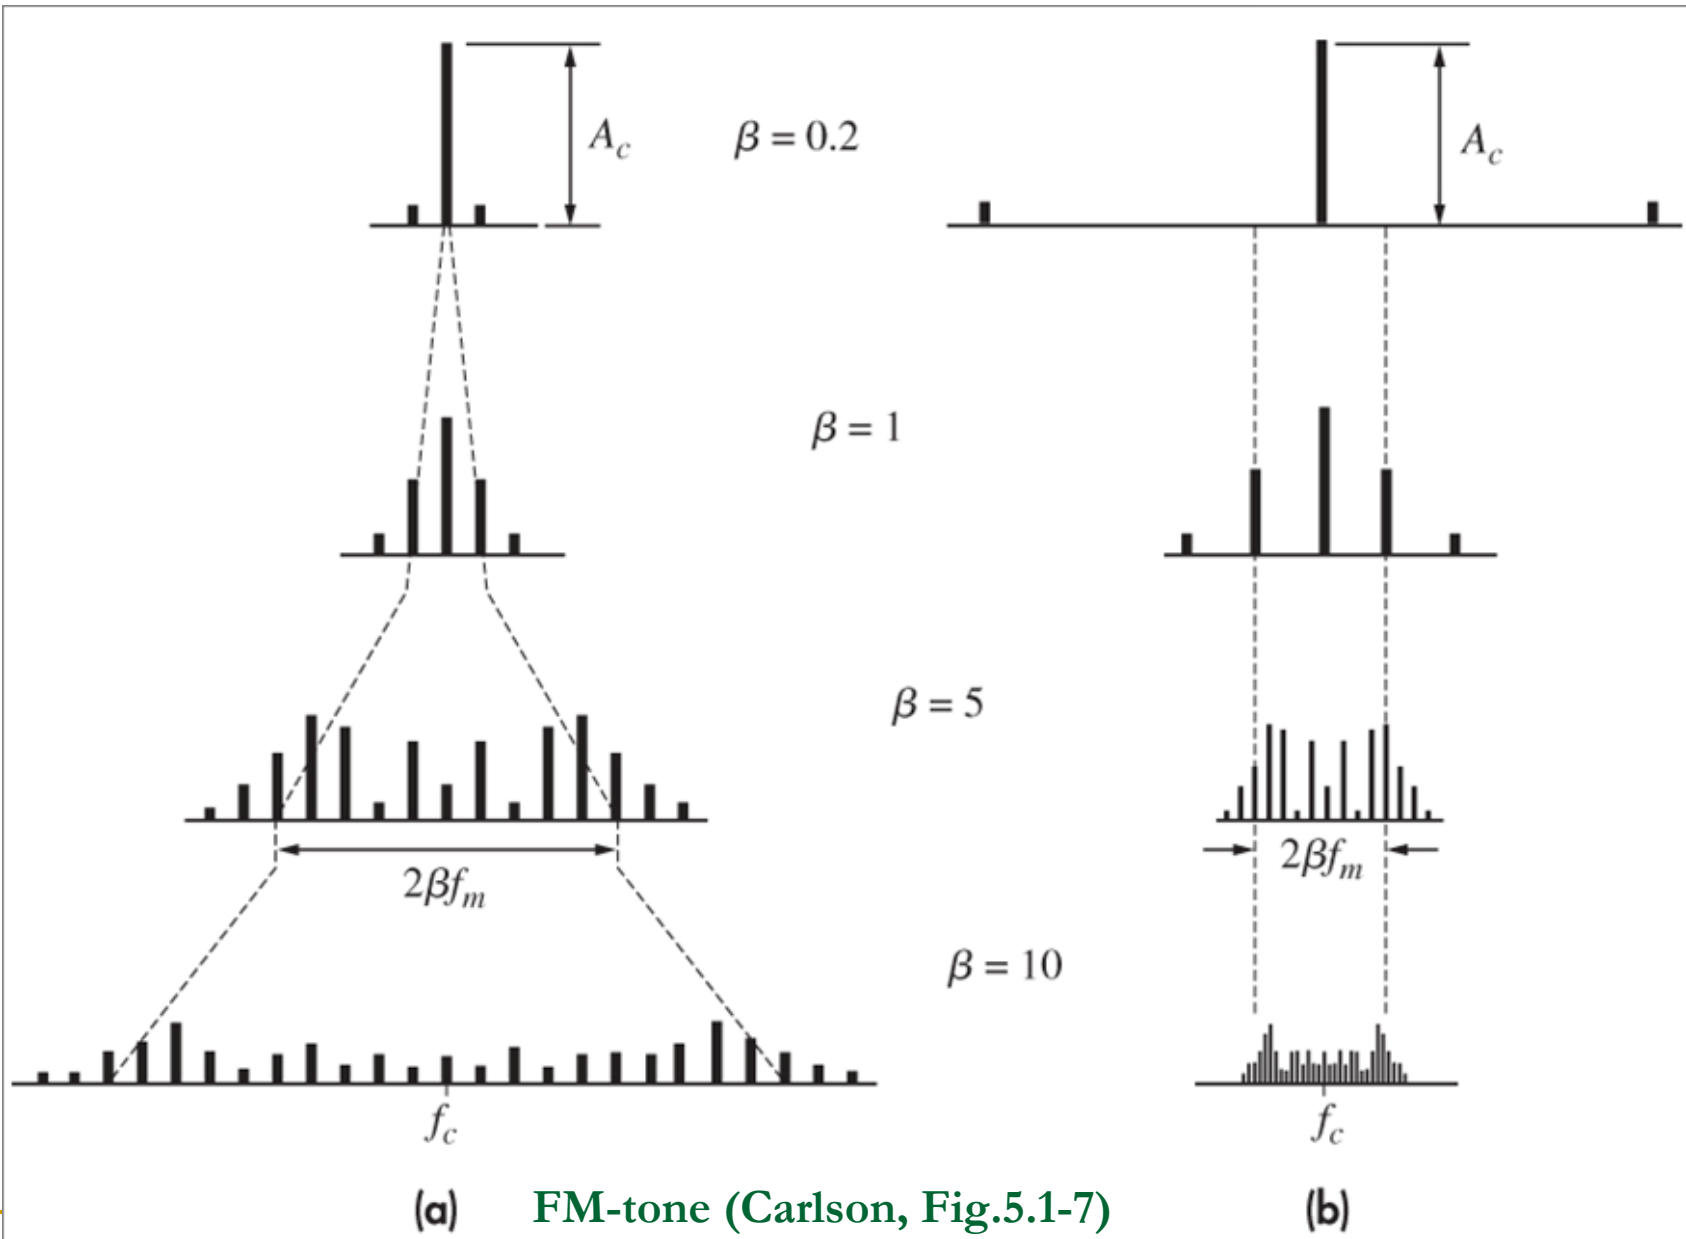 A_c
β = 0.2
A_c
β = 1
β = 5
2βf_m
2βf_m
β = 10
f_c
f_c
(a)
FM-tone (Carlson, Fig.5.1-7)
(b)